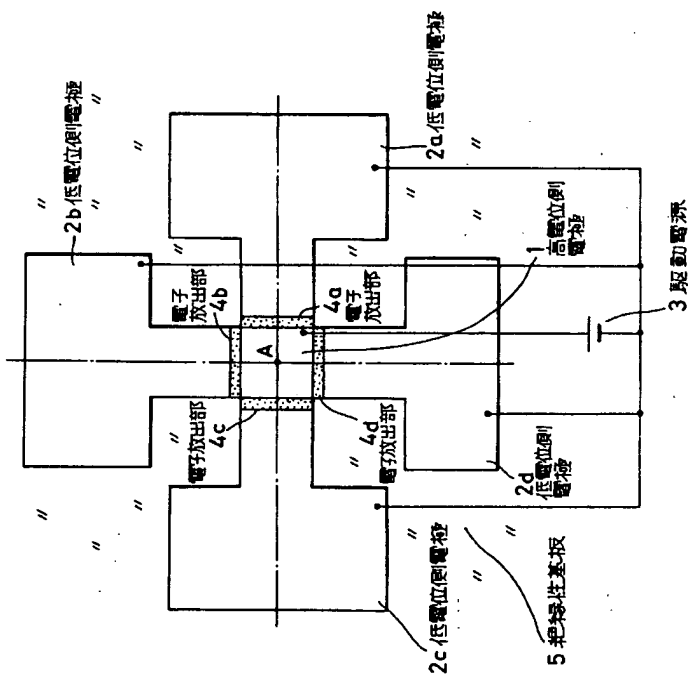 2b 低電位側電極
2a 低電位側電極
電子
放出部
4b
4a
電子
放出部
A
1
高電位側
電極
電子放出部
4c
4d
電子放出部
2d
低電位側
電極
3 駆動電源
2c 低電位側電極
5 絶縁性基板